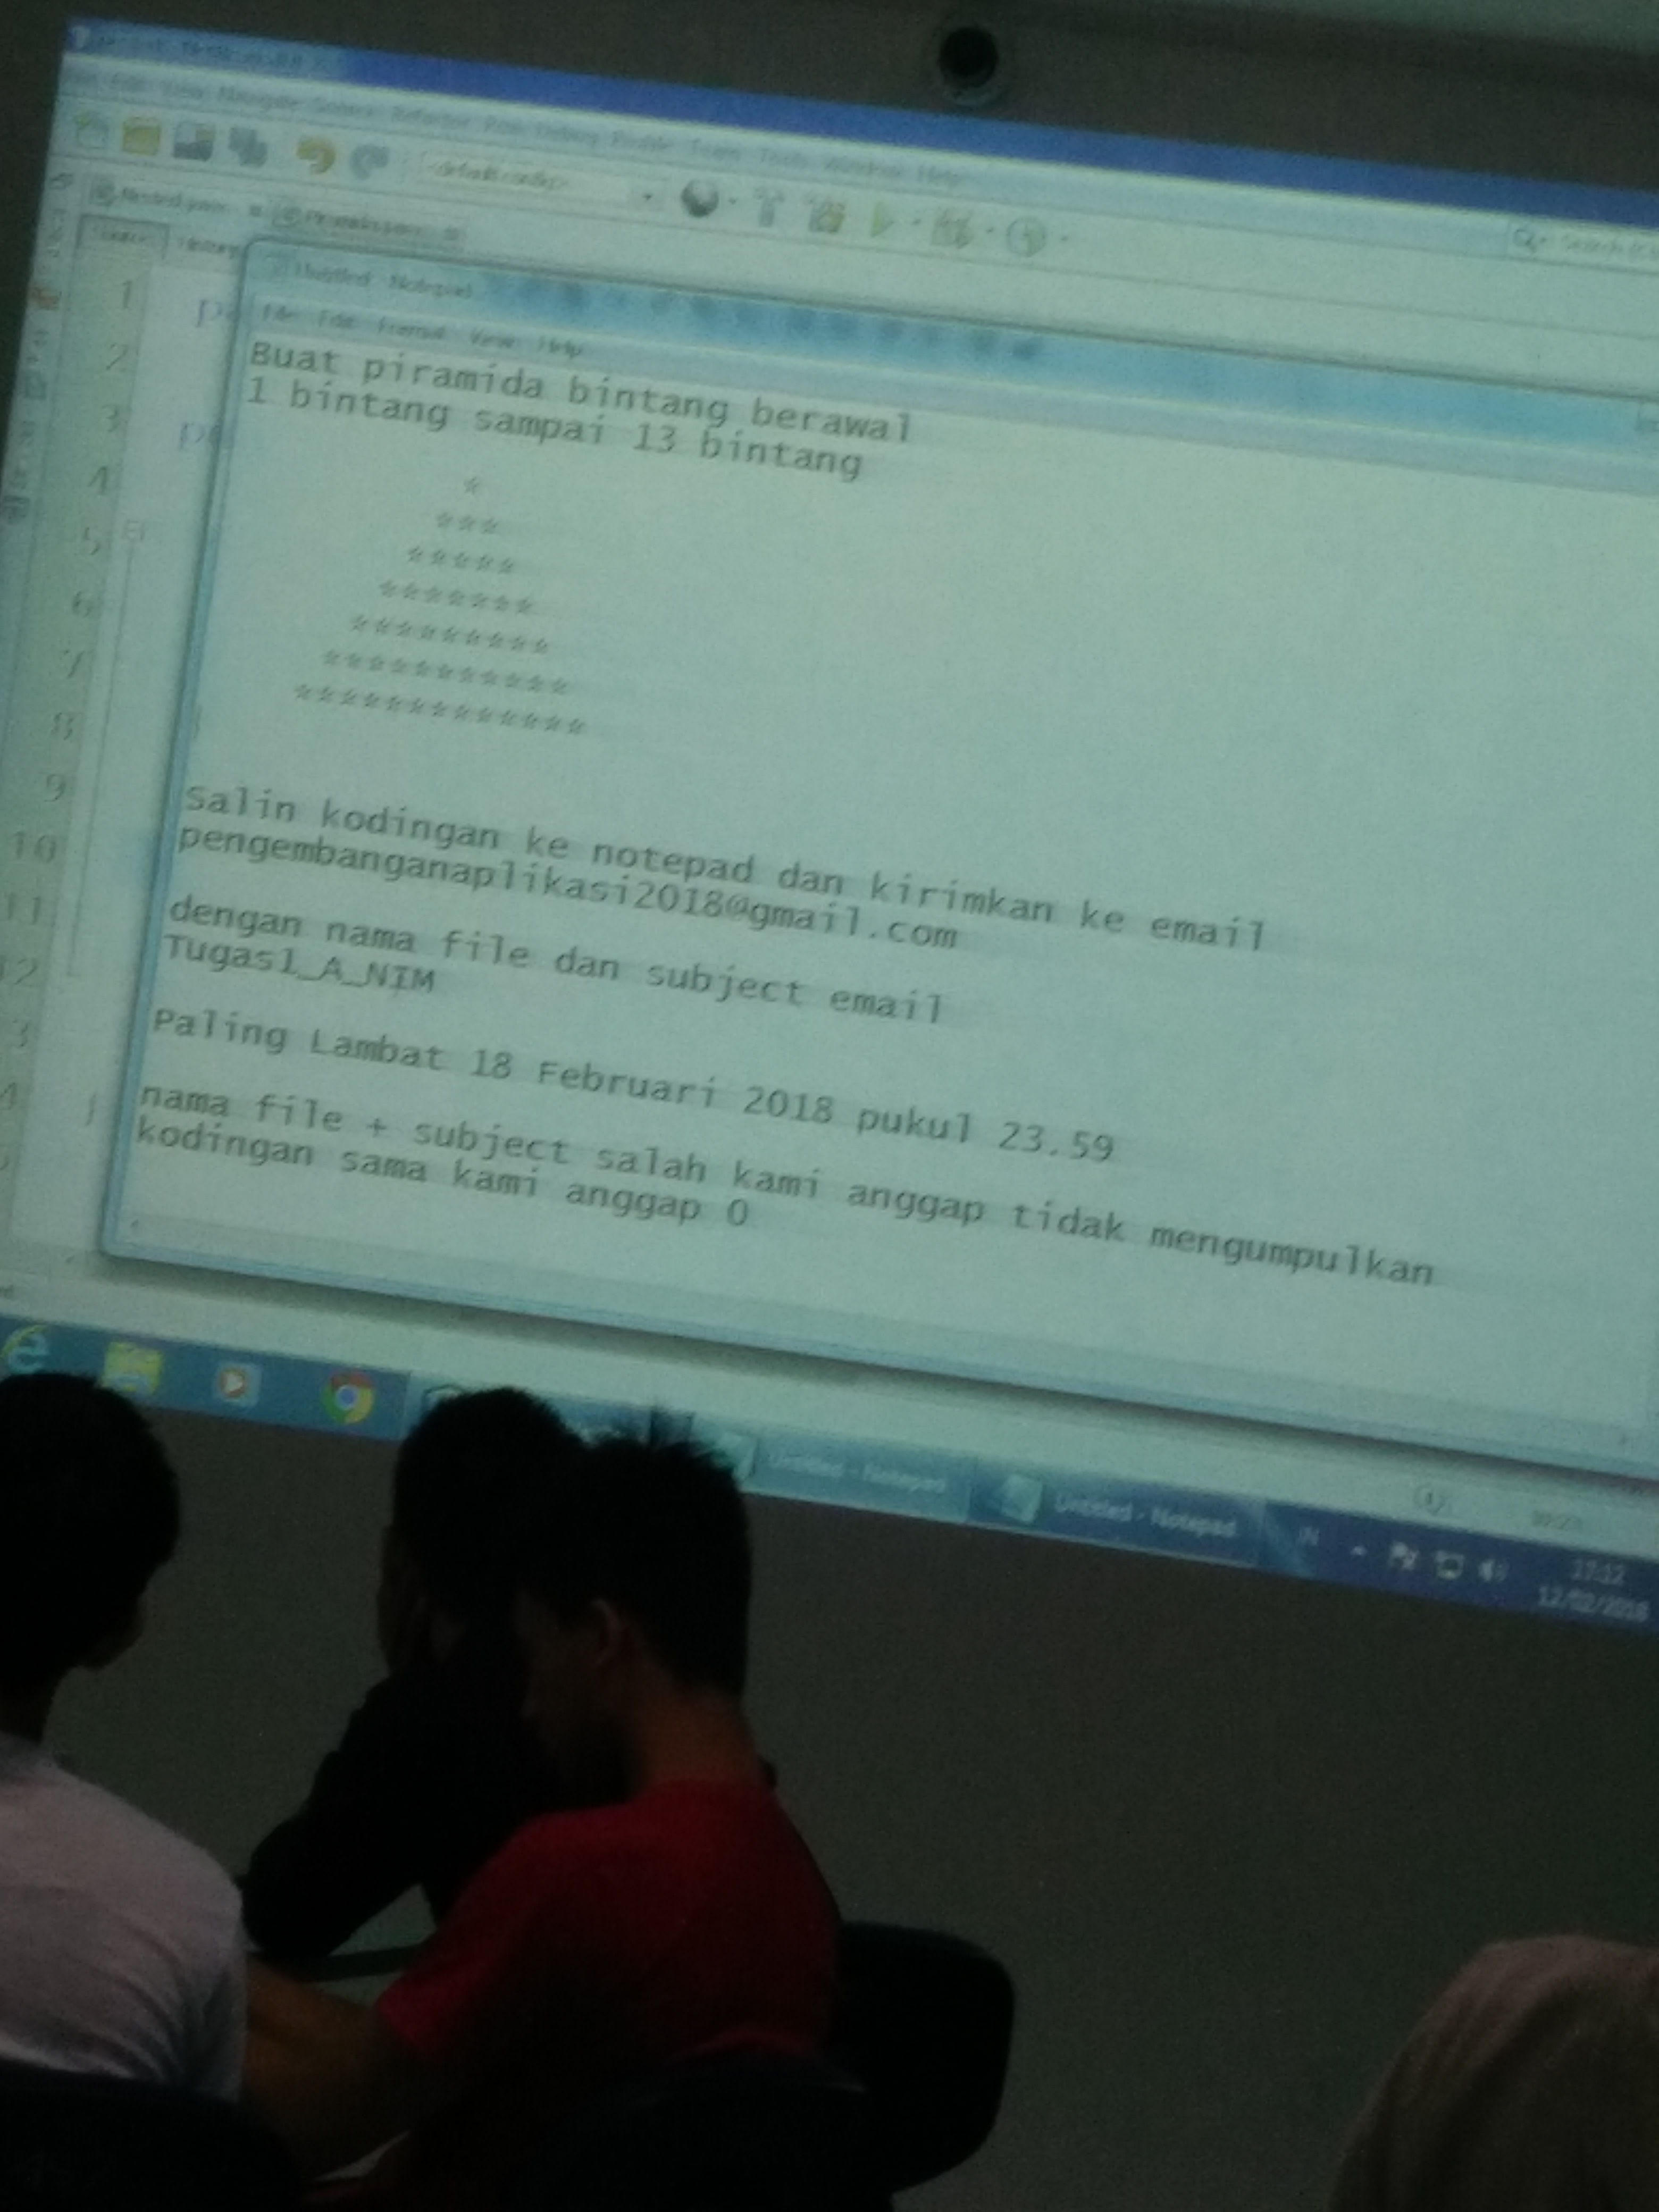 Edit View Navigate Source Refactor Run Debug Profile Team Tools Window Help
<default config>
Search
1
2
3
4
5
6
7
8
9
10
11
12
Untitled - Notepad
File Edit Format View Help
Buat piramida bintang berawal
1 bintang sampai 13 bintang
*
***
*****
*******
*********
***********
*************
Salin kodingan ke notepad dan kirimkan ke email
pengembanganaplikasi2018@gmail.com
dengan nama file dan subject email
Tugas1_A_NIM
Paling Lambat 18 Februari 2018 pukul 23.59
nama file + subject salah kami anggap tidak mengumpulkan
kodingan sama kami anggap 0
Untitled - Notepad
Untitled - Notepad
IN
17:12
12/02/2018